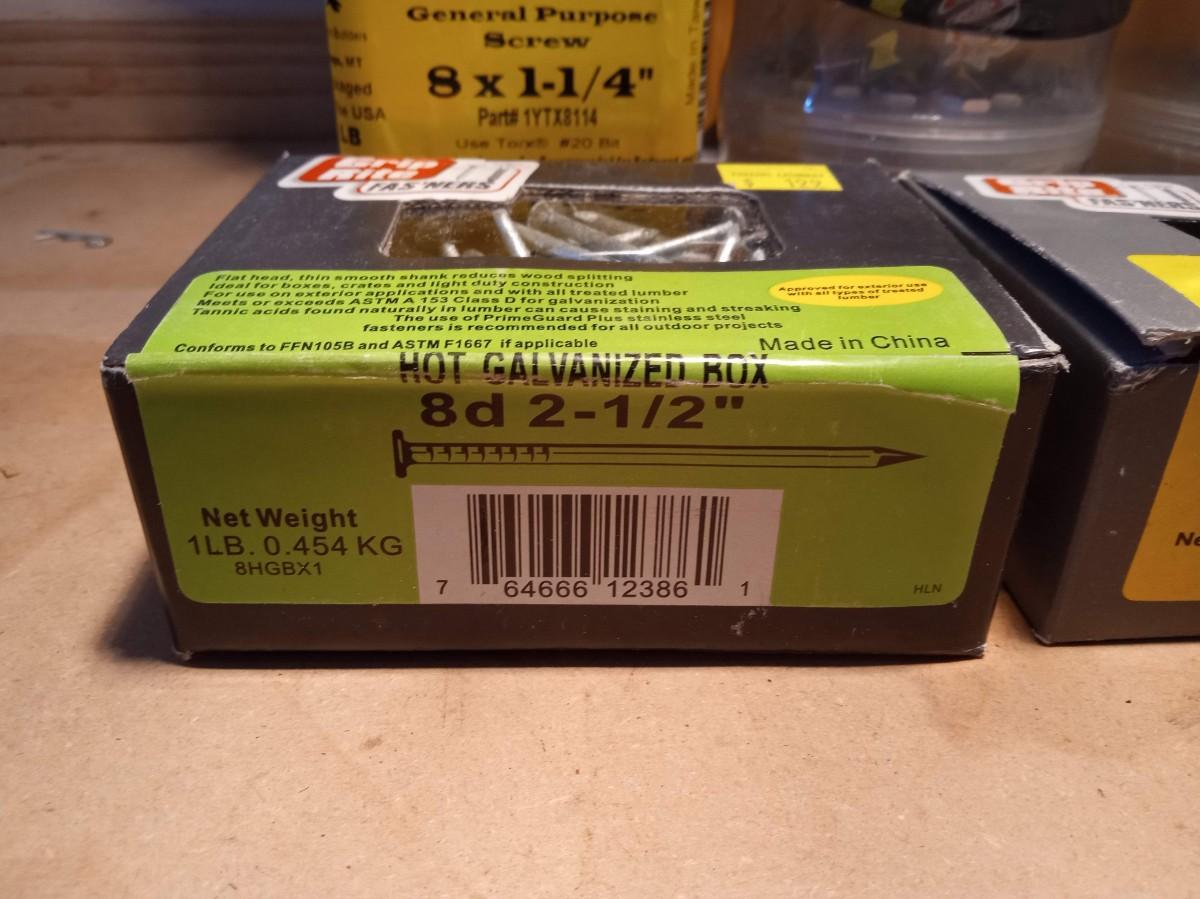 General Purpose
Screw
8 x 1-1/4"
Part# 1YTX8114
Use Torx® #20 Bit
Made in
MT
USA
LB
Grip
Rite
FAS'NERS
Flat head, thin smooth shank reduces wood splitting
Ideal for boxes, crates and light duty construction
For use on exterior applications and with all treated lumber
Meets or exceeds ASTM A 153 Class D for galvanization
Tannic acids found naturally in lumber can cause staining and streaking
The use of PrimeGuard Plus stainless steel
fasteners is recommended for all outdoor projects
Conforms to FFN105B and ASTM F1667 if applicable
Made in China
Approved for exterior use
with all types of treated
lumber
HOT GALVANIZED BOX
8d 2-1/2"
Net Weight
1LB. 0.454 KG
8HGBX1
7 64666 12386 1
HLN
Grip
Rite
FAS'NERS
Ne